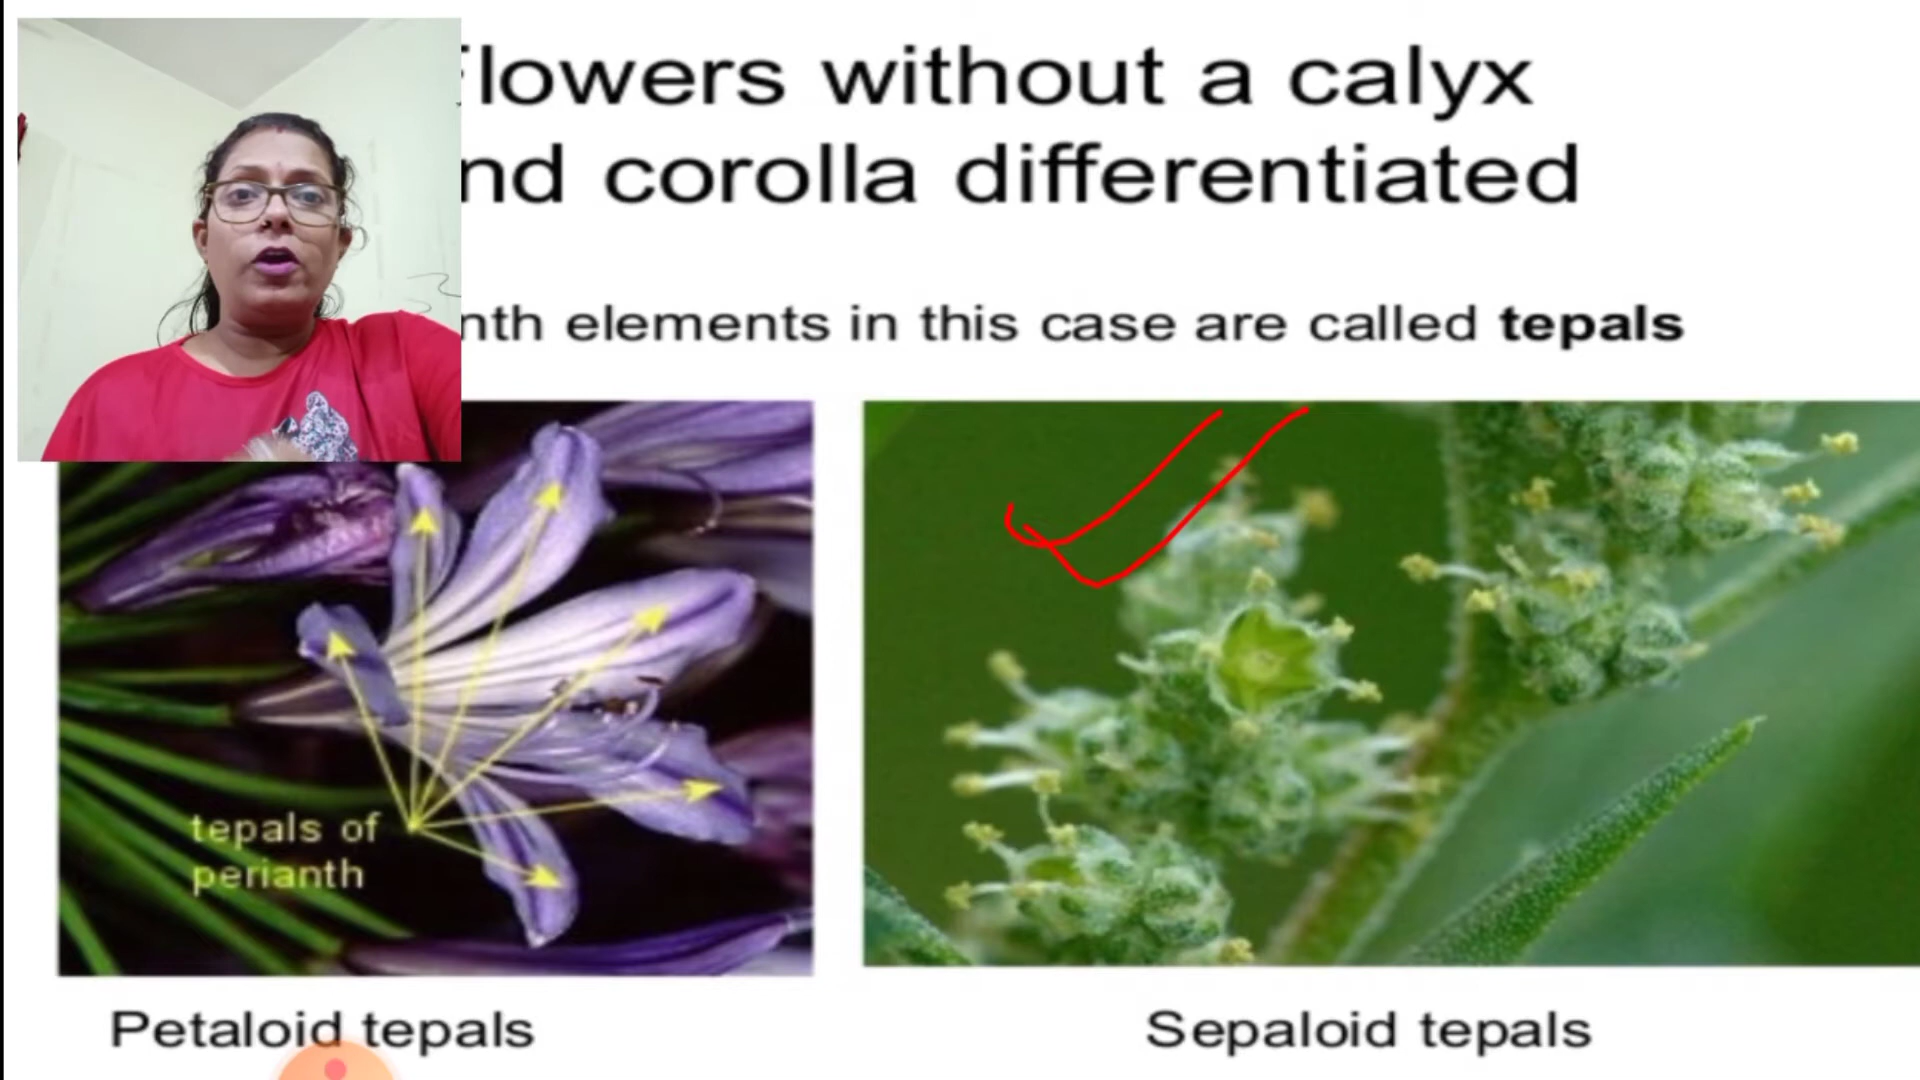 flowers without a calyx
nd corolla differentiated
nth elements in this case are called tepals
tepals of
perianth
Petaloid tepals
Sepaloid tepals